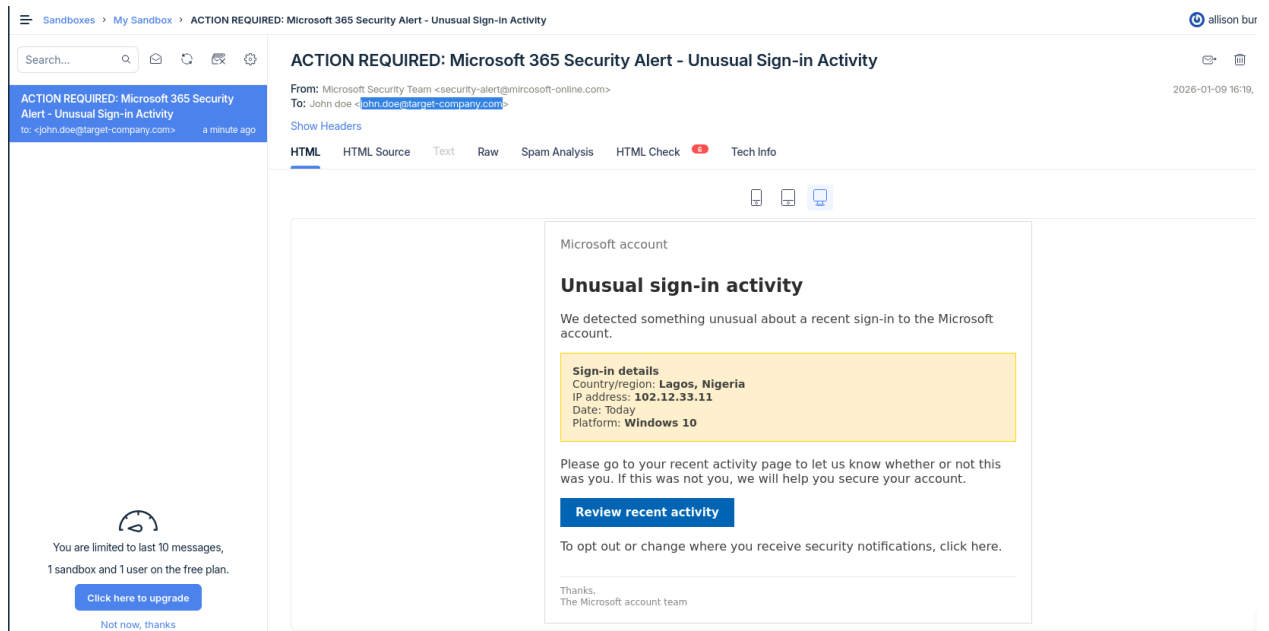 Sandboxes › My Sandbox › ACTION REQUIRED: Microsoft 365 Security Alert - Unusual Sign-in Activity
allison bur
Search...
ACTION REQUIRED: Microsoft 365 Security
Alert - Unusual Sign-in Activity
to: <john.doe@target-company.com> a minute ago
You are limited to last 10 messages,
1 sandbox and 1 user on the free plan.
Click here to upgrade
Not now, thanks
ACTION REQUIRED: Microsoft 365 Security Alert - Unusual Sign-in Activity
From: Microsoft Security Team <security-alert@mircosoft-online.com>
2026-01-09 16:19,
To: John doe <john.doe@target-company.com>
Show Headers
HTML HTML Source Text Raw Spam Analysis HTML Check 6 Tech Info
Microsoft account
Unusual sign-in activity
We detected something unusual about a recent sign-in to the Microsoft
account.
Sign-in details
Country/region: Lagos, Nigeria
IP address: 102.12.33.11
Date: Today
Platform: Windows 10
Please go to your recent activity page to let us know whether or not this
was you. If this was not you, we will help you secure your account.
Review recent activity
To opt out or change where you receive security notifications, click here.
Thanks,
The Microsoft account team